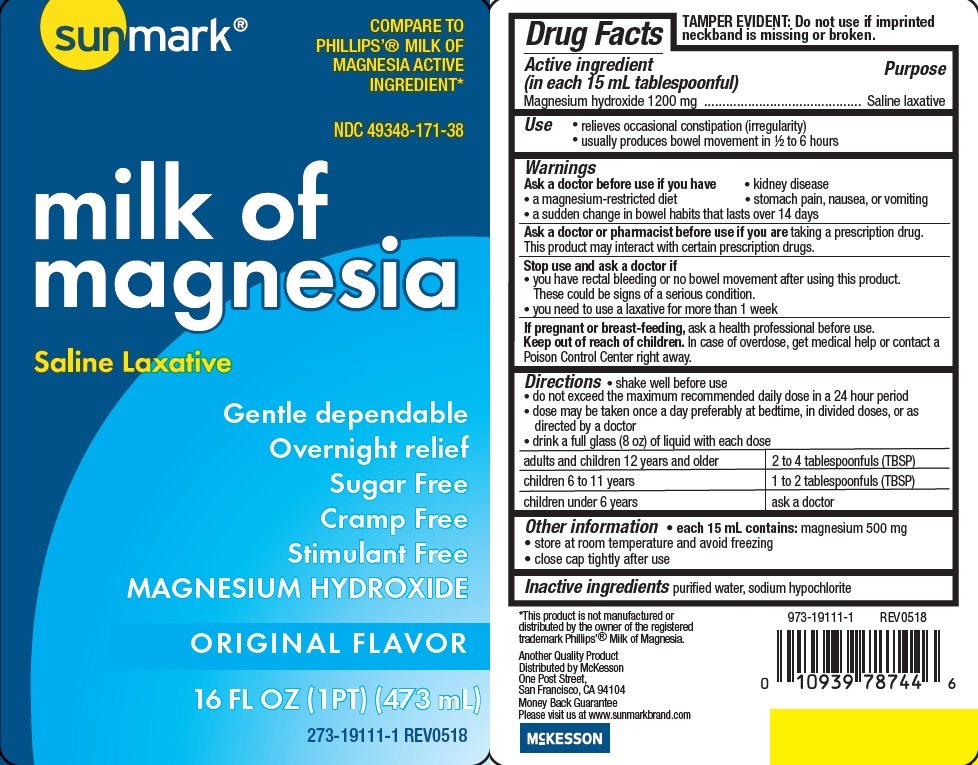 sunmark®
COMPARE TO
PHILLIPS'® MILK OF
MAGNESIA ACTIVE
INGREDIENT*
NDC 49348-171-38
milk of
magnesia
Saline Laxative
Gentle dependable
Overnight relief
Sugar Free
Cramp Free
Stimulant Free
MAGNESIUM HYDROXIDE
ORIGINAL FLAVOR
16 FL OZ (1PT) (473 mL)
273-19111-1 REV0518
Drug Facts
TAMPER EVIDENT: Do not use if imprinted
neckband is missing or broken.
Active ingredient
(in each 15 mL tablespoonful)
Purpose
Magnesium hydroxide 1200 mg ......................................... Saline laxative
Use • relieves occasional constipation (irregularity)
• usually produces bowel movement in ½ to 6 hours
Warnings
Ask a doctor before use if you have • kidney disease
• a magnesium-restricted diet • stomach pain, nausea, or vomiting
• a sudden change in bowel habits that lasts over 14 days
Ask a doctor or pharmacist before use if you are taking a prescription drug.
This product may interact with certain prescription drugs.
Stop use and ask a doctor if
• you have rectal bleeding or no bowel movement after using this product.
These could be signs of a serious condition.
• you need to use a laxative for more than 1 week
If pregnant or breast-feeding, ask a health professional before use.
Keep out of reach of children. In case of overdose, get medical help or contact a
Poison Control Center right away.
Directions • shake well before use
• do not exceed the maximum recommended daily dose in a 24 hour period
• dose may be taken once a day preferably at bedtime, in divided doses, or as
directed by a doctor
• drink a full glass (8 oz) of liquid with each dose
adults and children 12 years and older 2 to 4 tablespoonfuls (TBSP)
children 6 to 11 years 1 to 2 tablespoonfuls (TBSP)
children under 6 years ask a doctor
Other information • each 15 mL contains: magnesium 500 mg
• store at room temperature and avoid freezing
• close cap tightly after use
Inactive ingredients purified water, sodium hypochlorite
*This product is not manufactured or
distributed by the owner of the registered
trademark Phillips'® Milk of Magnesia.
Another Quality Product
Distributed by McKesson
One Post Street,
San Francisco, CA 94104
Money Back Guarantee
Please visit us at www.sunmarkbrand.com
MCKESSON
973-19111-1 REV0518
0 10939 78744 6